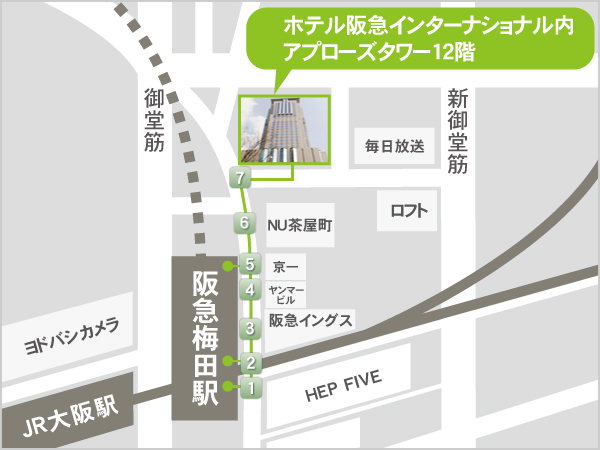 ホテル阪急インターナショナル内
アプローズタワー12階
御堂筋
新御堂筋
毎日放送
7
ロフト
6
NU茶屋町
5
京一
4
ヤンマー
ビル
3
阪急イングス
阪急梅田駅
ヨドバシカメラ
2
1
HEP FIVE
JR大阪駅